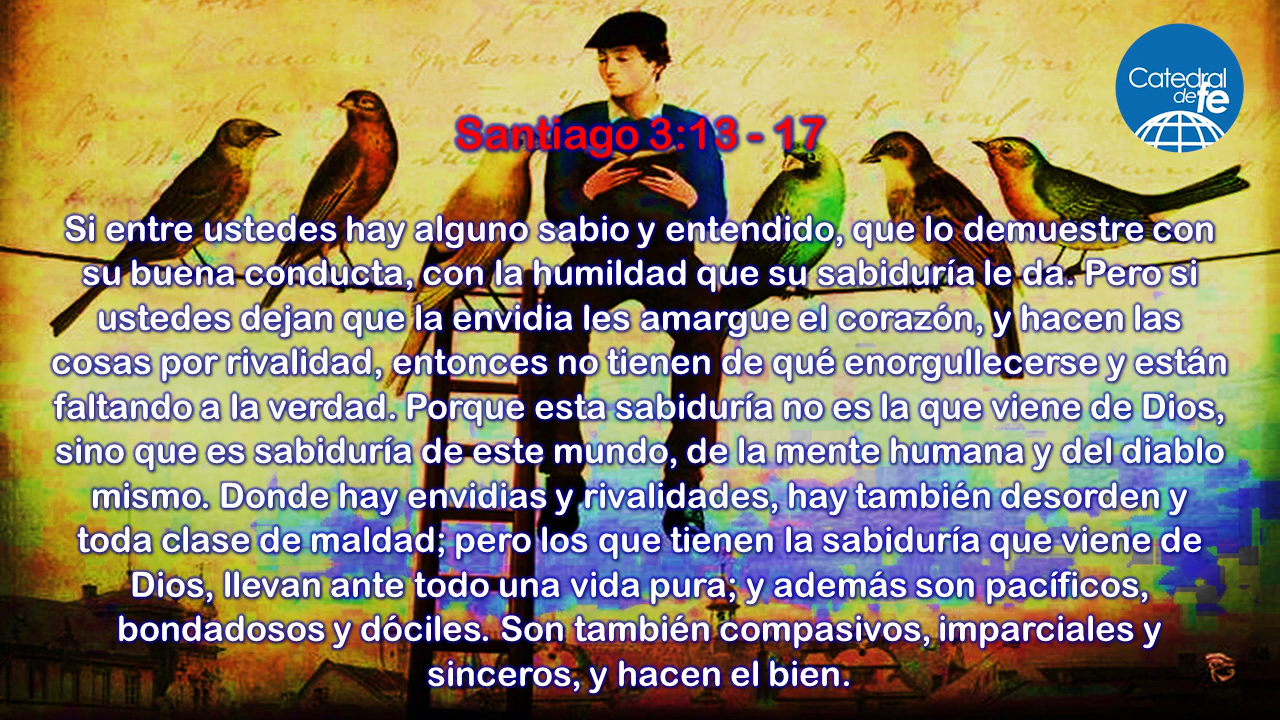 Catedral
de fe
Santiago 3:13 - 17
Si entre ustedes hay alguno sabio y entendido, que lo demuestre con
su buena conducta, con la humildad que su sabiduría le da. Pero si
ustedes dejan que la envidia les amargue el corazón, y hacen las
cosas por rivalidad, entonces no tienen de qué enorgullecerse y están
faltando a la verdad. Porque esta sabiduría no es la que viene de Dios,
sino que es sabiduría de este mundo, de la mente humana y del diablo
mismo. Donde hay envidias y rivalidades, hay también desorden y
toda clase de maldad; pero los que tienen la sabiduría que viene de
Dios, llevan ante todo una vida pura; y además son pacíficos,
bondadosos y dóciles. Son también compasivos, imparciales y
sinceros, y hacen el bien.